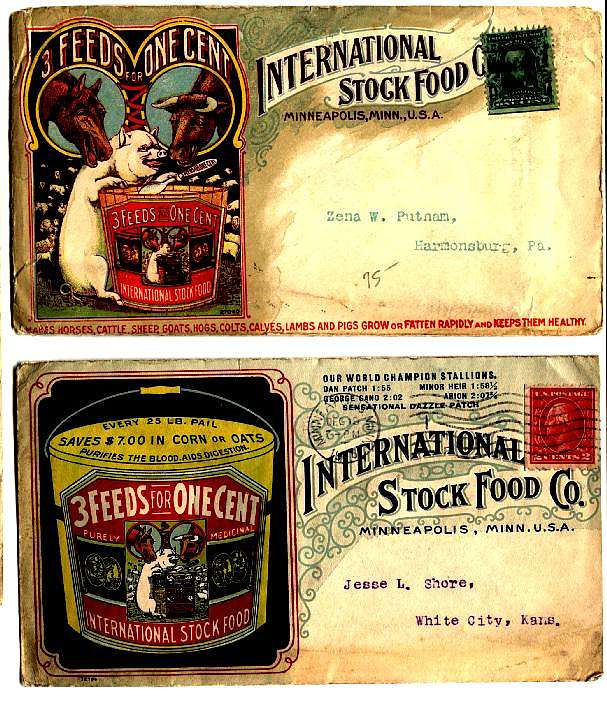 3 FEEDS FOR ONE CENT
INTERNATIONAL
STOCK FOOD C
MINNEAPOLIS, MINN., U.S.A.
3 FEEDS FOR ONE CENT
INTERNATIONAL STOCK FOOD
Zena W. Putnam,
Harmonsburg, Pa.
75
MAKES HORSES, CATTLE, SHEEP, GOATS, HOGS, COLTS, CALVES, LAMBS AND PIGS GROW OR FATTEN RAPIDLY AND KEEPS THEM HEALTHY.
EVERY 25 LB. PAIL
SAVES $7.00 IN CORN OR OATS
PURIFIES THE BLOOD. AIDS DIGESTION.
3 FEEDS FOR ONE CENT
PURELY MEDICINAL
INTERNATIONAL STOCK FOOD
OUR WORLD CHAMPION STALLIONS.
DAN PATCH 1:55 MINOR HEIR 1:58½
GEORGE GANO 2:02 ARION 2:07¾
SENSATIONAL DAZZLE PATCH
U.S. POSTAGE
2 CENTS 2
INTERNATIONAL
STOCK FOOD CO.
MINNEAPOLIS, MINN. U.S.A.
Jesse L. Shore,
White City, Kans.